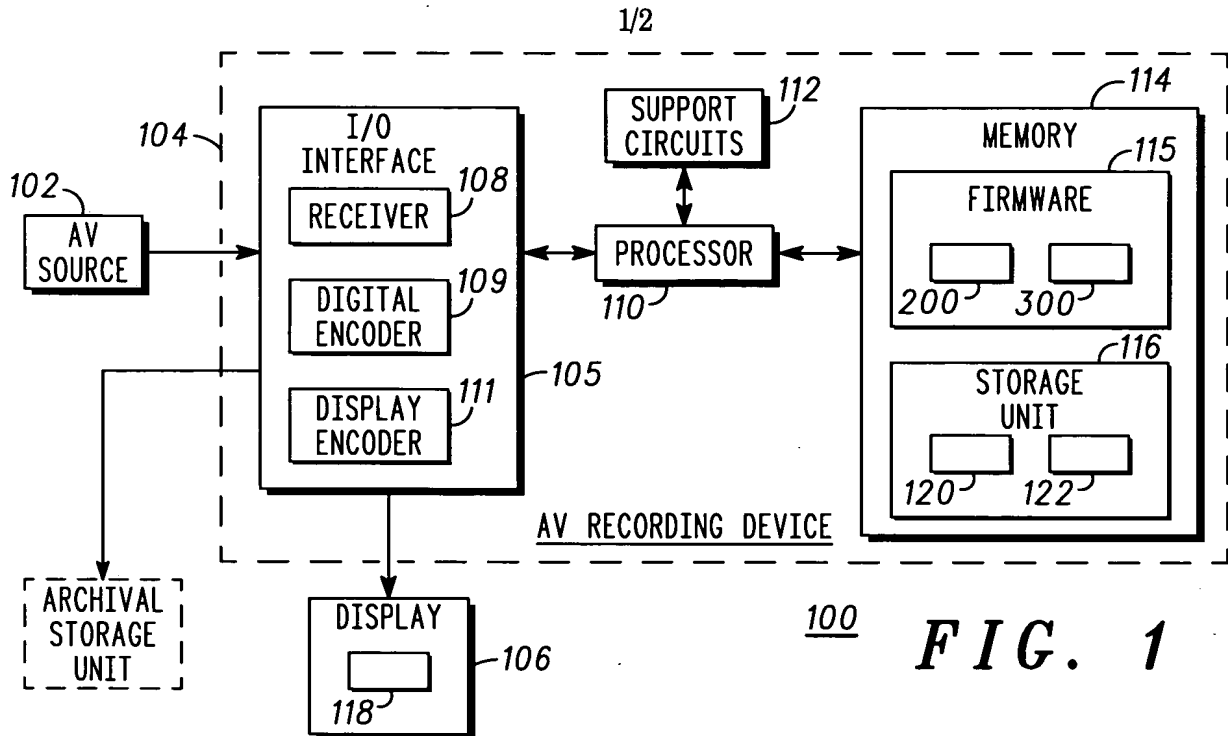 1/2
104
102
AV
SOURCE
I/O
INTERFACE
108
RECEIVER
109
DIGITAL
ENCODER
111
DISPLAY
ENCODER
105
SUPPORT
CIRCUITS
112
PROCESSOR
110
114
MEMORY
115
FIRMWARE
200
300
116
STORAGE
UNIT
120
122
AV RECORDING DEVICE
ARCHIVAL
STORAGE
UNIT
DISPLAY
106
118
100
FIG. 1